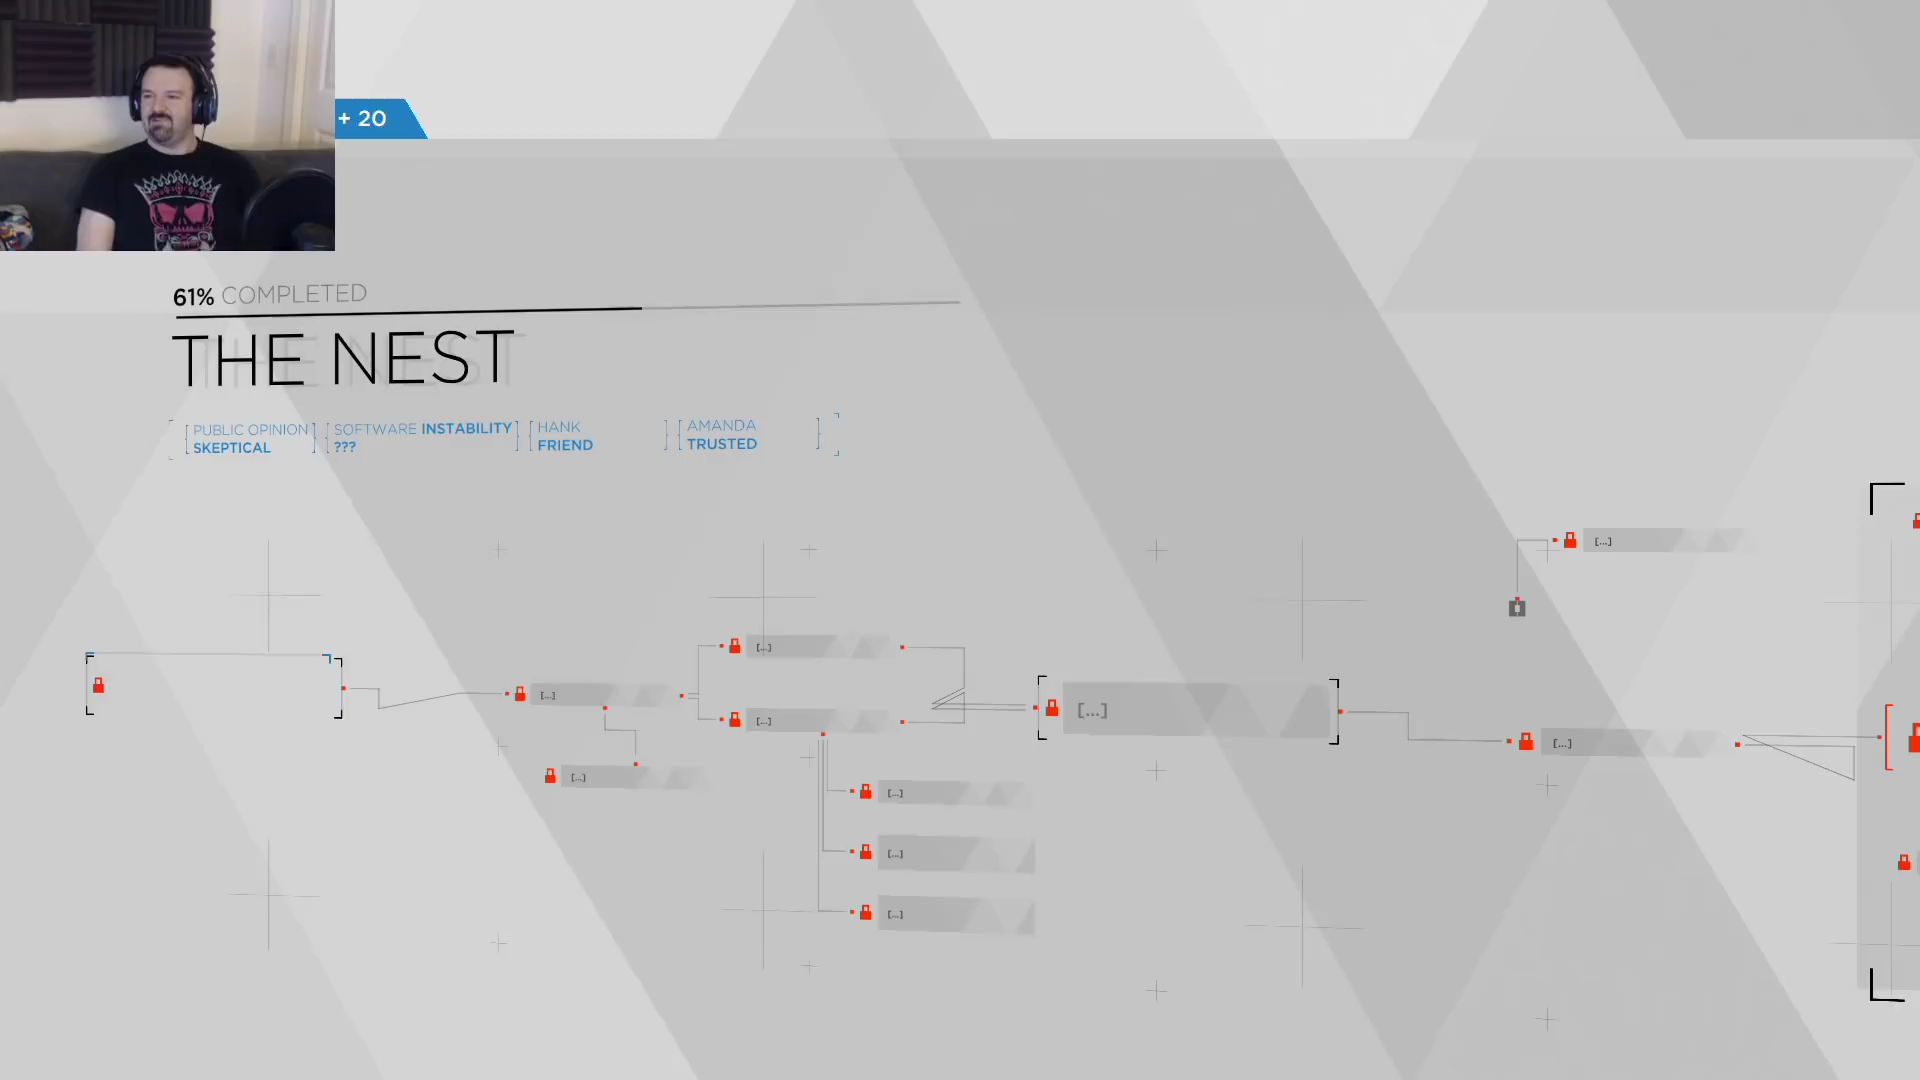 + 20
61% COMPLETED
THE NEST
PUBLIC OPINION
SKEPTICAL
SOFTWARE INSTABILITY
???
HANK
FRIEND
AMANDA
TRUSTED
[...]
[...]
[...]
[...]
[...]
[...]
[...]
[...]
[...]
[...]